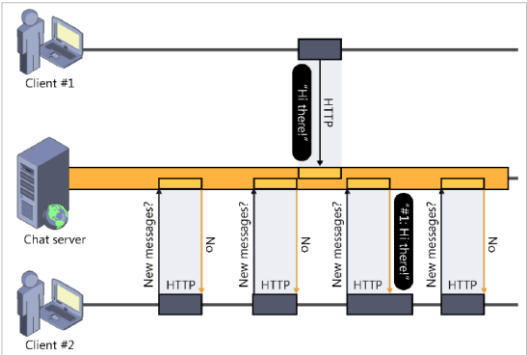 Client #1
"Hi there!"
HTTP
Chat server
New messages?
No
HTTP
New messages?
No
HTTP
New messages?
"#1: Hi there!"
HTTP
New messages?
No
HTTP
Client #2